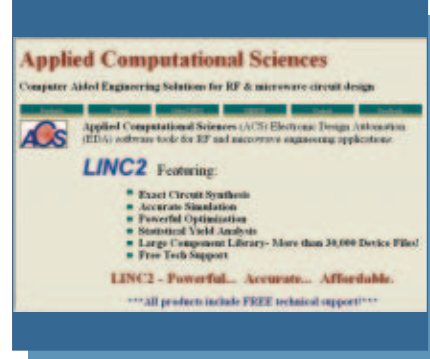 Applied Computational Sciences
Computer Aided Engineering Solutions for RF & microwave circuit design
ACS
Applied Computational Sciences (ACS) Electronic Design Automation
(EDA) software tools for RF and microwave engineering applications.
LINC2 Featuring:
Exact Circuit Synthesis
Accurate Simulation
Powerful Optimization
Statistical Yield Analysis
Large Component Library- More than 30,000 Device Files!
Free Tech Support
LINC2 - Powerful... Accurate... Affordable.
***All products include FREE technical support!***